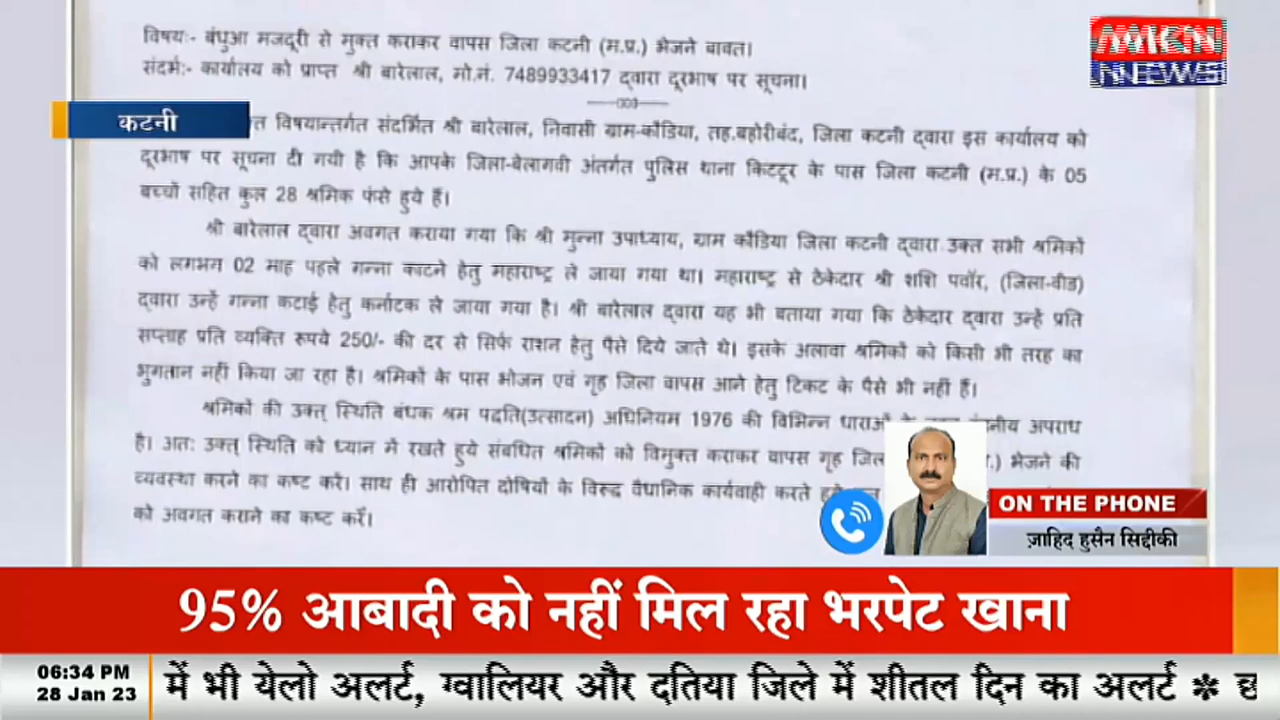 विषयः- बंधुआ मजदूरी से मुक्त कराकर वापस जिला कटनी (म.प्र.) भेजने बावत।
संदर्भः- कार्यालय को प्राप्त श्री बारेलाल, मो.नं. 7489933417 द्वारा दूरभाष पर सूचना।
NEWS
कटनी
विषयान्तर्गत संदर्भित श्री बारेलाल, निवासी ग्राम-कौडिया, तह.बहोरीबंद, जिला कटनी द्वारा इस कार्यालय को
दूरभाष पर सूचना दी गयी है कि आपके जिला-बेलागवी अंतर्गत पुलिस थाना किटटूर के पास जिला कटनी (म.प्र.) के 05
बच्चों सहित कुल 28 श्रमिक फंसे हुये हैं।
श्री बारेलाल द्वारा अवगत कराया गया कि श्री मुन्ना उपाध्याय, ग्राम कौडिया जिला कटनी द्वारा उक्त सभी श्रमिकों
को लगभग 02 माह पहले गन्ना काटने हेतु महाराष्ट्र ले जाया गया था। महाराष्ट्र से ठेकेदार श्री शशि पवॉर, (जिला-वीड)
द्वारा उन्हें गन्ना कटाई हेतु कर्नाटक ले जाया गया है। श्री बारेलाल द्वारा यह भी बताया गया कि ठेकेदार द्वारा उन्हें प्रति
सप्ताह प्रति व्यक्ति रूपये 250/- की दर से सिर्फ राशन हेतु पैसे दिये जाते थे। इसके अलावा श्रमिकों को किसी भी तरह का
भुगतान नहीं किया जा रहा है। श्रमिकों के पास भोजन एवं गृह जिला वापस आने हेतु टिकट के पैसे भी नहीं हैं।
श्रमिकों की उक्त् स्थिति बंधक श्रम पदति(उत्सादन) अधिनियम 1976 की विभिन्न धाराओं अपराध
है। अतः उक्त् स्थिति को ध्यान में रखते हुये संबधित श्रमिकों को विमुक्त कराकर वापस गृह भेजने की
व्यवस्था करने का कष्ट करें। साथ ही आरोपित दोषियों के विरुद्ध वैधानिक कार्यवाही करते
को अवगत कराने का कष्ट करें।
ON THE PHONE
ज़ाहिद हुसैन सिद्दीकी
95% आबादी को नहीं मिल रहा भरपेट खाना
06:34 PM
28 Jan 23
में भी येलो अलर्ट, ग्वालियर और दतिया जिले में शीतल दिन का अलर्ट *